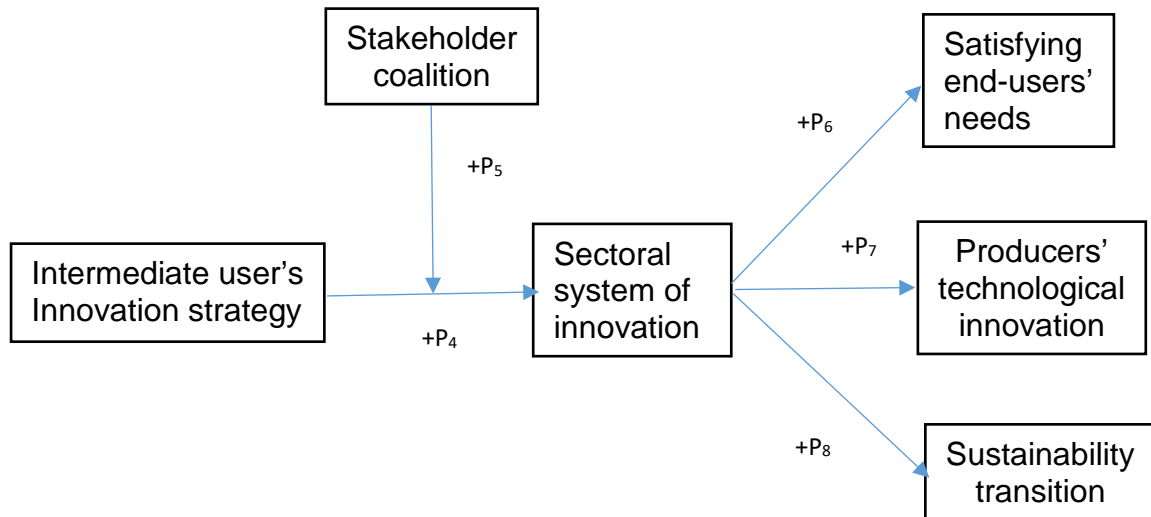 Stakeholder
coalition
Satisfying
end-users’
needs
+P₆
+P₅
Intermediate user’s
Innovation strategy
+P₄
Sectoral
system of
innovation
+P₇
Producers’
technological
innovation
+P₈
Sustainability
transition